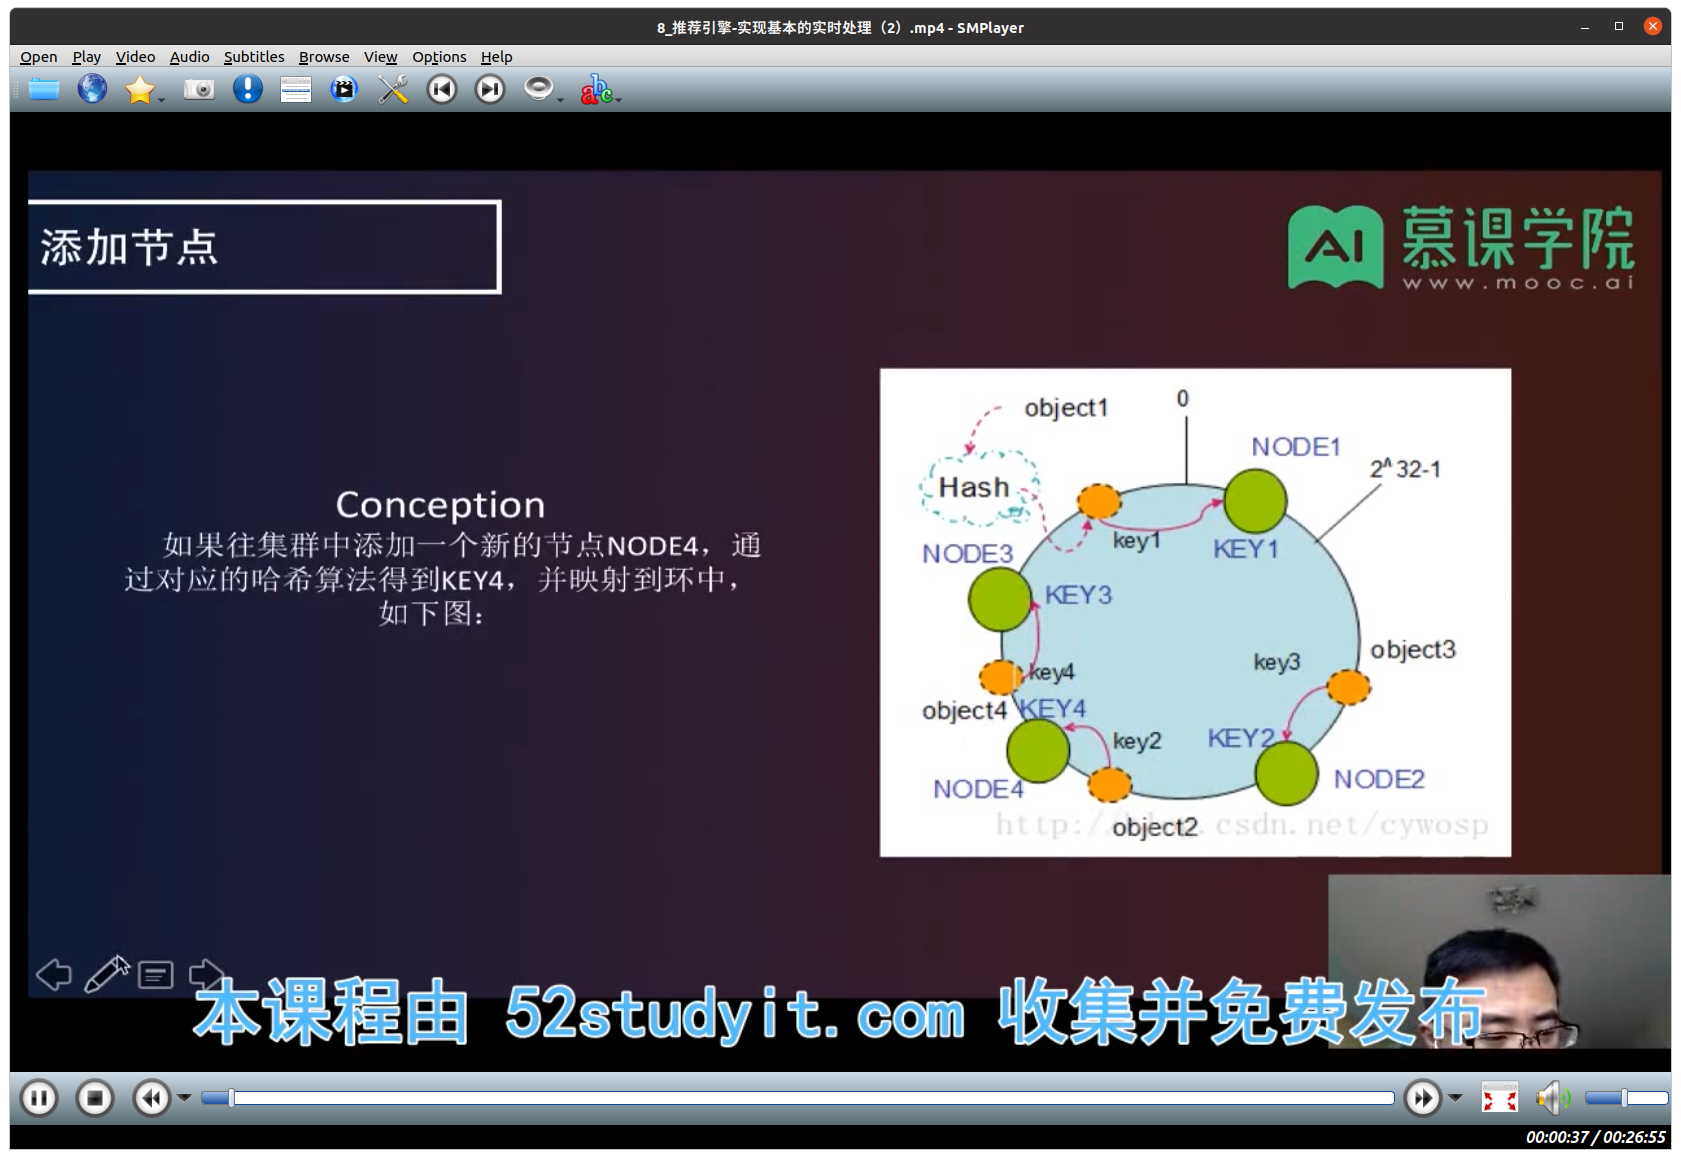 8_推荐引擎-实现基本的实时处理（2）.mp4 - SMPlayer
Open Play Video Audio Subtitles Browse View Options Help
添加节点
AI 慕课学院
www.mooc.ai
Conception
如果往集群中添加一个新的节点NODE4，通
过对应的哈希算法得到KEY4，并映射到环中，
如下图：
object1
0
NODE1
2^32-1
Hash
key1
KEY1
NODE3
KEY3
object3
key3
key4
object4
KEY4
key2
KEY2
NODE4
NODE2
object2
csdn.net/cywosp
本课程由 52studyit.com 收集并免费发布
00:00:37 / 00:26:55